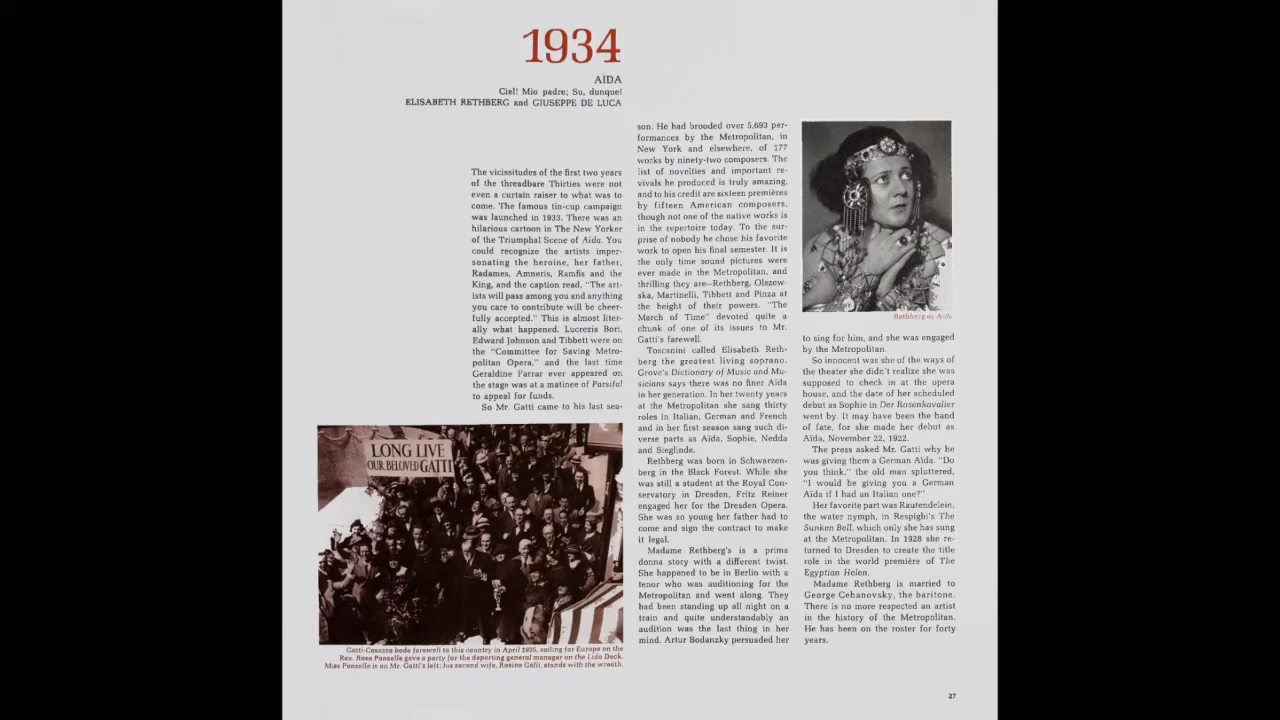 1934
AÏDA
Ciel! Mio padre; Su, dunque!
ELISABETH RETHBERG and GIUSEPPE DE LUCA
The vicissitudes of the first two years
of the threadbare Thirties were not
even a curtain raiser to what was to
come. The famous tin-cup campaign
was launched in 1933. There was an
hilarious cartoon in The New Yorker
of the Triumphal Scene of Aïda. You
could recognize the artists imper-
sonating the heroine, her father,
Radames, Amneris, Ramfis and the
King, and the caption read, "The art-
ists will pass among you and anything
you care to contribute will be cheer-
fully accepted." This is almost liter-
ally what happened. Lucrezia Bori,
Edward Johnson and Tibbett were on
the "Committee for Saving Metro-
politan Opera," and the last time
Geraldine Farrar ever appeared on
the stage was at a matinee of Parsifal
to appeal for funds.
So Mr. Gatti came to his last sea-
LONG LIVE
OUR BELOVED GATTI
Gatti-Casazza bade farewell to this country in April 1935, sailing for Europe on the
Rex. Rosa Ponselle gave a party for the departing general manager on the Lido Deck.
Miss Ponselle is on Mr. Gatti's left; his second wife, Rosina Galli, stands with the wreath.
son. He had brooded over 5,693 per-
formances by the Metropolitan, in
New York and elsewhere, of 177
works by ninety-two composers. The
list of novelties and important re-
vivals he produced is truly amazing,
and to his credit are sixteen premières
by fifteen American composers,
though not one of the native works is
in the repertoire today. To the sur-
prise of nobody he chose his favorite
work to open his final semester. It is
the only time sound pictures were
ever made in the Metropolitan, and
thrilling they are—Rethberg, Olszew-
ska, Martinelli, Tibbett and Pinza at
the height of their powers. "The
March of Time" devoted quite a
chunk of one of its issues to Mr.
Gatti's farewell.
Toscanini called Elisabeth Reth-
berg the greatest living soprano.
Grove's Dictionary of Music and Mu-
sicians says there was no finer Aïda
in her generation. In her twenty years
at the Metropolitan she sang thirty
roles in Italian, German and French
and in her first season sang such di-
verse parts as Aïda, Sophie, Nedda
and Sieglinde.
Rethberg was born in Schwarzen-
berg in the Black Forest. While she
was still a student at the Royal Con-
servatory in Dresden, Fritz Reiner
engaged her for the Dresden Opera.
She was so young her father had to
come and sign the contract to make
it legal.
Madame Rethberg's is a prima
donna story with a different twist.
She happened to be in Berlin with a
tenor who was auditioning for the
Metropolitan and went along. They
had been standing up all night on a
train and quite understandably an
audition was the last thing in her
mind. Artur Bodanzky persuaded her
Rethberg as Aïda
to sing for him, and she was engaged
by the Metropolitan.
So innocent was she of the ways of
the theater she didn't realize she was
supposed to check in at the opera
house, and the date of her scheduled
debut as Sophie in Der Rosenkavalier
went by. It may have been the hand
of fate, for she made her debut as
Aïda, November 22, 1922.
The press asked Mr. Gatti why he
was giving them a German Aïda. "Do
you think," the old man spluttered,
"I would be giving you a German
Aïda if I had an Italian one?"
Her favorite part was Rautendelein,
the water nymph, in Respighi's The
Sunken Bell, which only she has sung
at the Metropolitan. In 1928 she re-
turned to Dresden to create the title
role in the world première of The
Egyptian Helen.
Madame Rethberg is married to
George Cehanovsky, the baritone.
There is no more respected an artist
in the history of the Metropolitan.
He has been on the roster for forty
years.
27